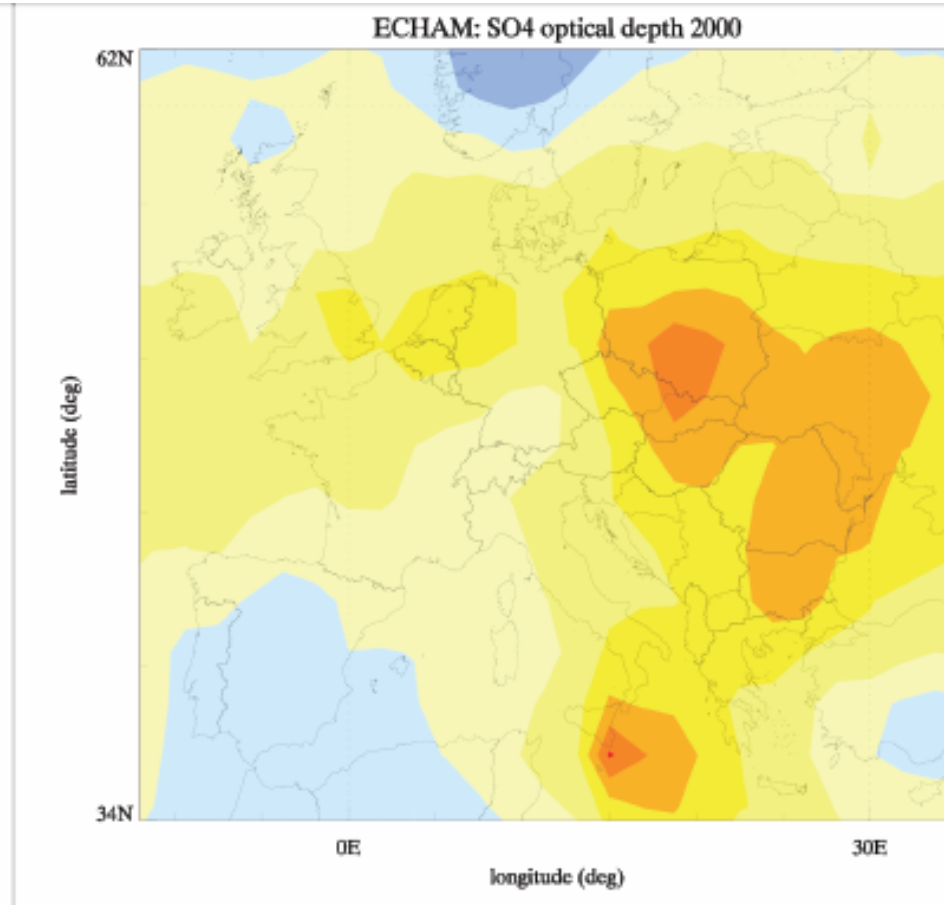 ECHAM: SO4 optical depth 2000
62N
latitude (deg)
34N
0E
30E
longitude (deg)